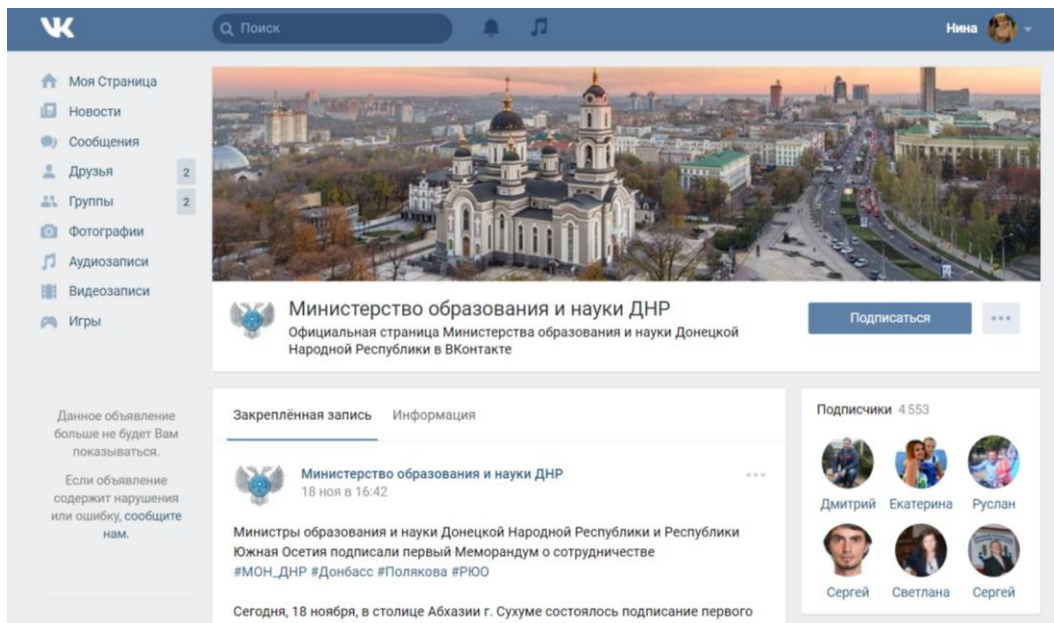 Поиск
Нина
Моя Страница
Новости
Сообщения
Друзья 2
Группы 2
Фотографии
Аудиозаписи
Видеозаписи
Игры
Данное объявление
больше не будет Вам
показываться.
Если объявление
содержит нарушения
или ошибку, сообщите
нам.
Министерство образования и науки ДНР
Официальная страница Министерства образования и науки Донецкой
Народной Республики в ВКонтакте
Подписаться
Закреплённая запись Информация
Министерство образования и науки ДНР
18 ноя в 16:42
Министры образования и науки Донецкой Народной Республики и Республики
Южная Осетия подписали первый Меморандум о сотрудничестве
#МОН_ДНР #Донбасс #Полякова #РЮО
Сегодня, 18 ноября, в столице Абхазии г. Сухуме состоялось подписание первого
Подписчики 4 553
Дмитрий Екатерина Руслан
Сергей Светлана Сергей